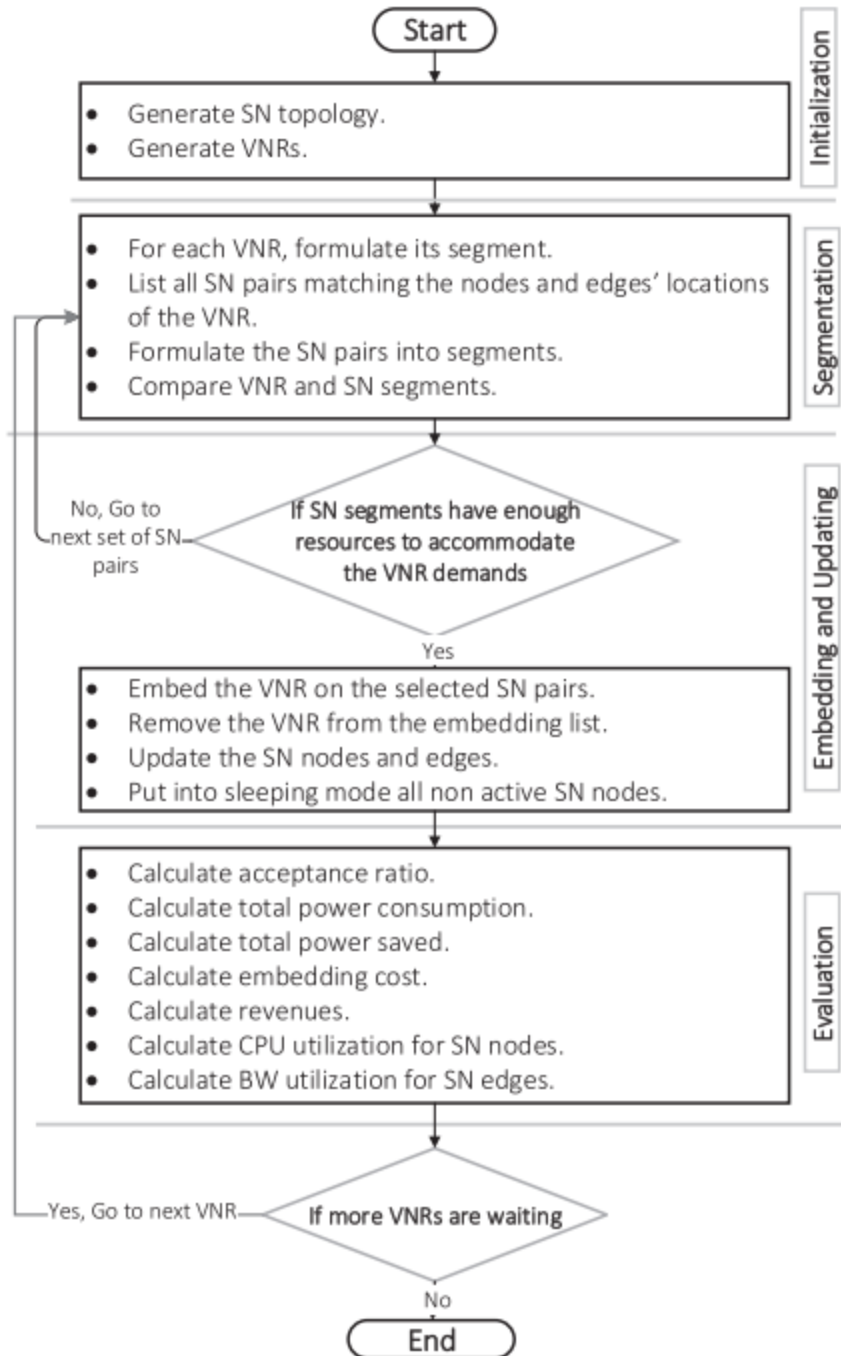 Start
Initialization
• Generate SN topology.
• Generate VNRs.
Segmentation
• For each VNR, formulate its segment.
• List all SN pairs matching the nodes and edges’ locations
of the VNR.
• Formulate the SN pairs into segments.
• Compare VNR and SN segments.
Embedding and Updating
No, Go to
next set of SN
pairs
If SN segments have enough
resources to accommodate
the VNR demands
Yes
• Embed the VNR on the selected SN pairs.
• Remove the VNR from the embedding list.
• Update the SN nodes and edges.
• Put into sleeping mode all non active SN nodes.
Evaluation
• Calculate acceptance ratio.
• Calculate total power consumption.
• Calculate total power saved.
• Calculate embedding cost.
• Calculate revenues.
• Calculate CPU utilization for SN nodes.
• Calculate BW utilization for SN edges.
Yes, Go to next VNR
If more VNRs are waiting
No
End